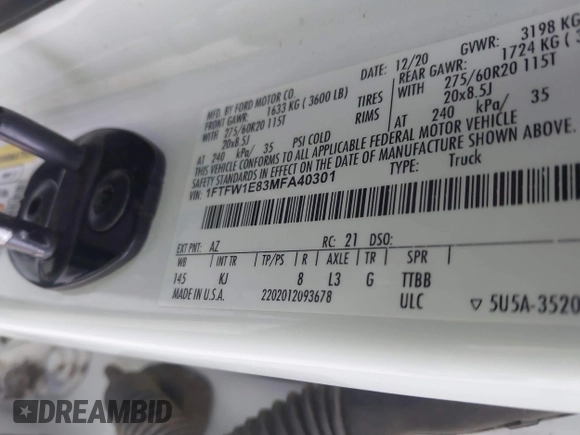 MFD. BY FORD MOTOR CO.
DATE: 12/20
GVWR: 3198 KG
FRONT GAWR: 1633 KG ( 3600 LB)
REAR GAWR: 1724 KG ( 3
WITH 275/60R20 115T TIRES
WITH 275/60R20 115T
20x8.5J RIMS 20x8.5J
AT 240 kPa/ 35 PSI COLD AT 240 kPa/ 35
THIS VEHICLE CONFORMS TO ALL APPLICABLE FEDERAL MOTOR VEHICLE
SAFETY STANDARDS IN EFFECT ON THE DATE OF MANUFACTURE SHOWN ABOVE.
VIN: 1FTFW1E83MFA40301
TYPE: Truck
EXT PNT: AZ RC: 21 DSO:
WB INT TR TP/PS R AXLE TR SPR
145 KJ 8 L3 G TTBB
MADE IN U.S.A. 2202012093678 ULC ▽ 5U5A-3520
DREAMBID